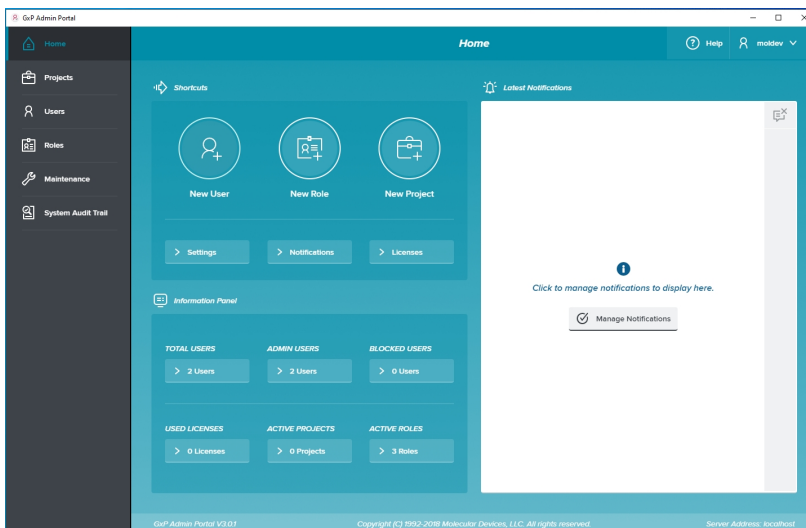 GxP Admin Portal
Home
Home
Help
moldev
Projects
Users
Roles
Maintenance
System Audit Trail
Shortcuts
New User
New Role
New Project
Settings
Notifications
Licenses
Information Panel
TOTAL USERS
ADMIN USERS
BLOCKED USERS
2 Users
2 Users
0 Users
USED LICENSES
ACTIVE PROJECTS
ACTIVE ROLES
0 Licenses
0 Projects
3 Roles
Latest Notifications
Click to manage notifications to display here.
Manage Notifications
GxP Admin Portal V3.0.1
Copyright (C) 1992-2018 Molecular Devices, LLC. All rights reserved.
Server Address: localhost